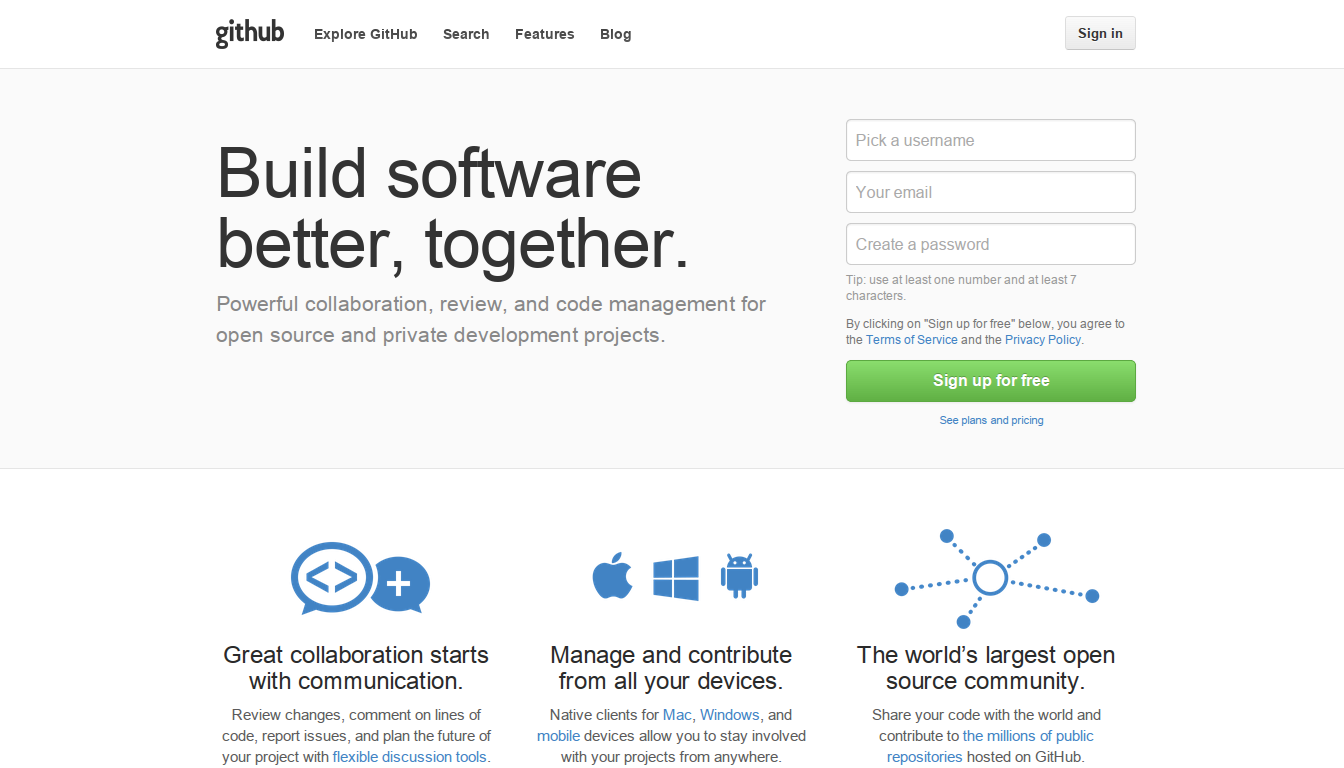 github
Explore GitHub
Search
Features
Blog
Sign in
Build software
better, together.
Powerful collaboration, review, and code management for
open source and private development projects.
Pick a username
Your email
Create a password
Tip: use at least one number and at least 7
characters.
By clicking on "Sign up for free" below, you agree to
the Terms of Service and the Privacy Policy.
Sign up for free
See plans and pricing
Great collaboration starts
with communication.
Review changes, comment on lines of
code, report issues, and plan the future of
your project with flexible discussion tools.
Manage and contribute
from all your devices.
Native clients for Mac, Windows, and
mobile devices allow you to stay involved
with your projects from anywhere.
The world’s largest open
source community.
Share your code with the world and
contribute to the millions of public
repositories hosted on GitHub.